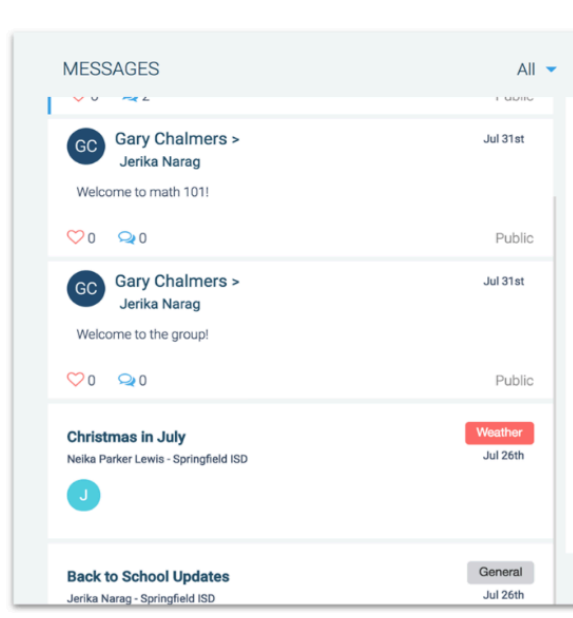 MESSAGES
All
2
Public
GC
Gary Chalmers >
Jul 31st
Jerika Narag
Welcome to math 101!
0
0
Public
GC
Gary Chalmers >
Jul 31st
Jerika Narag
Welcome to the group!
0
0
Public
Christmas in July
Weather
Neika Parker Lewis - Springfield ISD
Jul 26th
J
Back to School Updates
General
Jerika Narag - Springfield ISD
Jul 26th